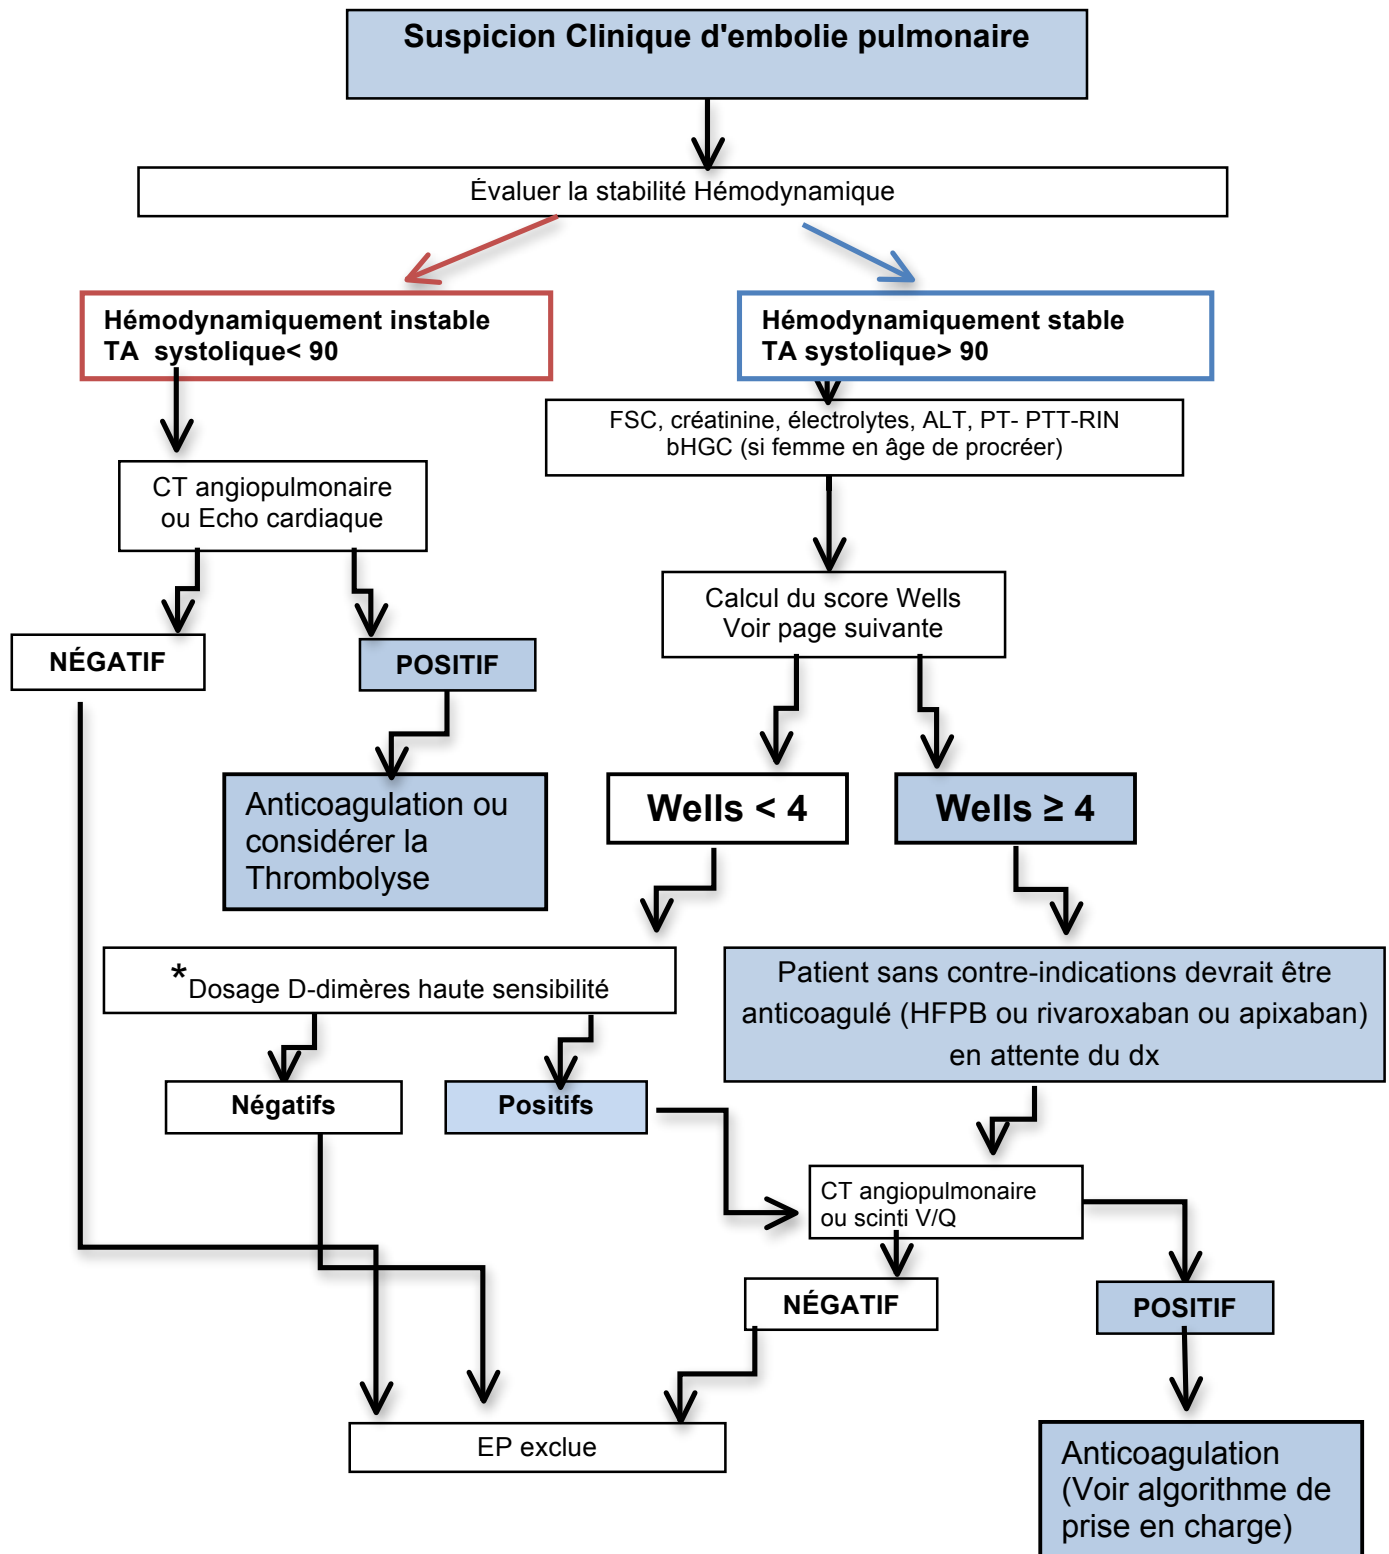 Suspicion Clinique d'embolie pulmonaire
Évaluer la stabilité Hémodynamique
Hémodynamiquement instable
TA systolique< 90
Hémodynamiquement stable
TA systolique> 90
FSC, créatinine, électrolytes, ALT, PT- PTT-RIN
bHGC (si femme en âge de procréer)
CT angiopulmonaire
ou Echo cardiaque
Calcul du score Wells
Voir page suivante
NÉGATIF
POSITIF
Anticoagulation ou
considérer la
Thrombolyse
Wells < 4
Wells ≥ 4
*Dosage D-dimères haute sensibilité
Patient sans contre-indications devrait être
anticoagulé (HFPB ou rivaroxaban ou apixaban)
en attente du dx
Négatifs
Positifs
CT angiopulmonaire
ou scinti V/Q
NÉGATIF
POSITIF
EP exclue
Anticoagulation
(Voir algorithme de
prise en charge)